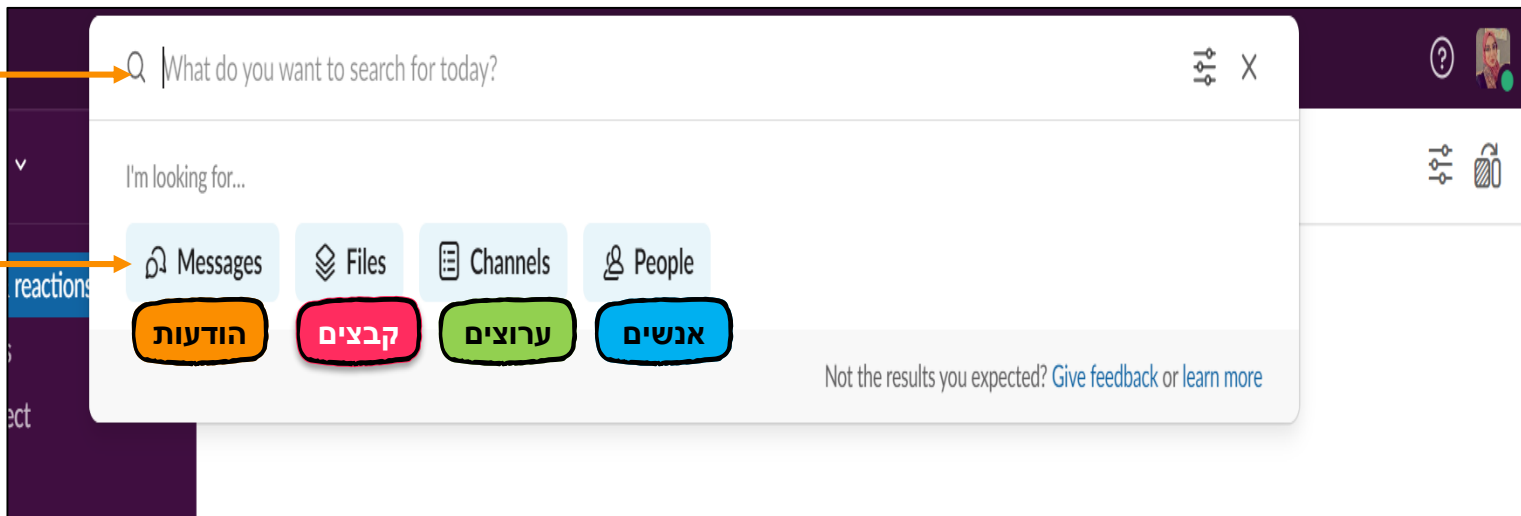 What do you want to search for today?
I'm looking for...
Messages Files Channels People
reactions
הודעות קבצים ערוצים אנשים
Not the results you expected? Give feedback or learn more